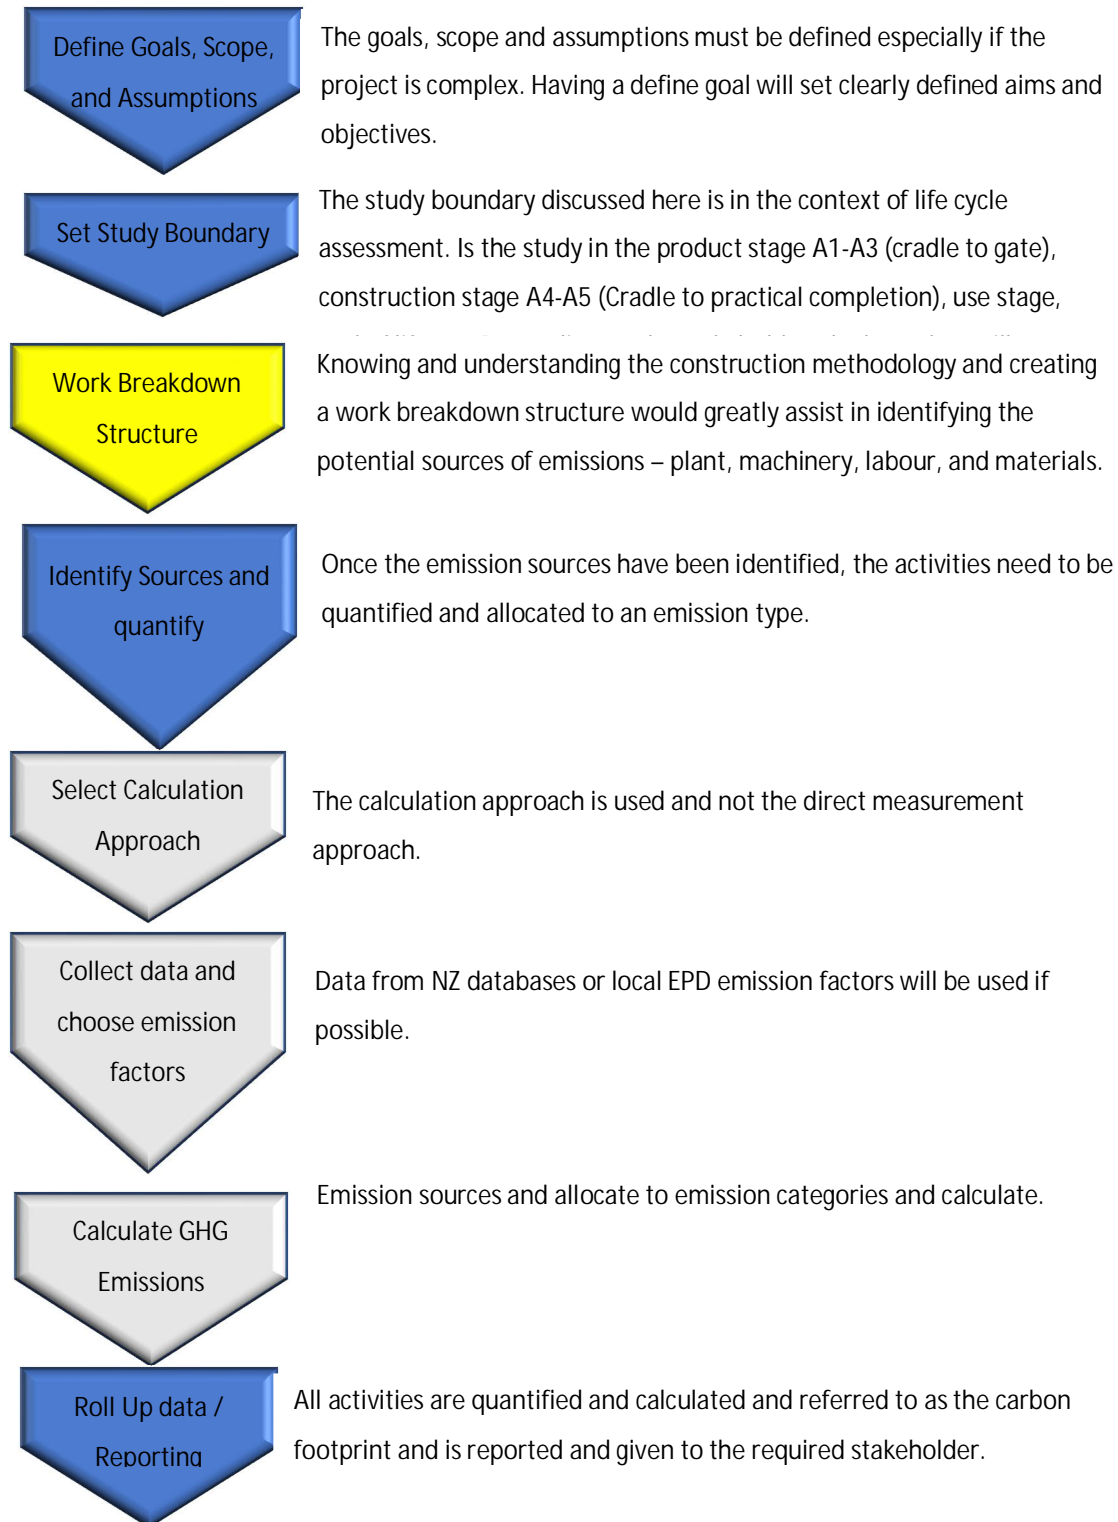 Define Goals, Scope,
and Assumptions
The goals, scope and assumptions must be defined especially if the
project is complex. Having a define goal will set clearly defined aims and
objectives.
Set Study Boundary
The study boundary discussed here is in the context of life cycle
assessment. Is the study in the product stage A1-A3 (cradle to gate),
construction stage A4-A5 (Cradle to practical completion), use stage,
Work Breakdown
Structure
Knowing and understanding the construction methodology and creating
a work breakdown structure would greatly assist in identifying the
potential sources of emissions – plant, machinery, labour, and materials.
Identify Sources and
quantify
Once the emission sources have been identified, the activities need to be
quantified and allocated to an emission type.
Select Calculation
Approach
The calculation approach is used and not the direct measurement
approach.
Collect data and
choose emission
factors
Data from NZ databases or local EPD emission factors will be used if
possible.
Calculate GHG
Emissions
Emission sources and allocate to emission categories and calculate.
Roll Up data /
Reporting
All activities are quantified and calculated and referred to as the carbon
footprint and is reported and given to the required stakeholder.